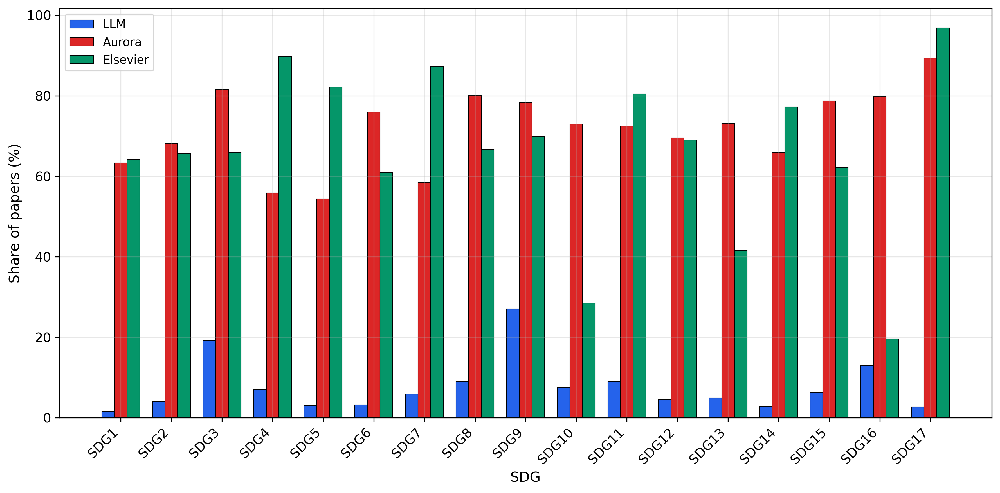 100
80
60
40
20
0
Share of papers (%)
LLM
Aurora
Elsevier
SDG1
SDG2
SDG3
SDG4
SDG5
SDG6
SDG7
SDG8
SDG9
SDG10
SDG11
SDG12
SDG13
SDG14
SDG15
SDG16
SDG17
SDG